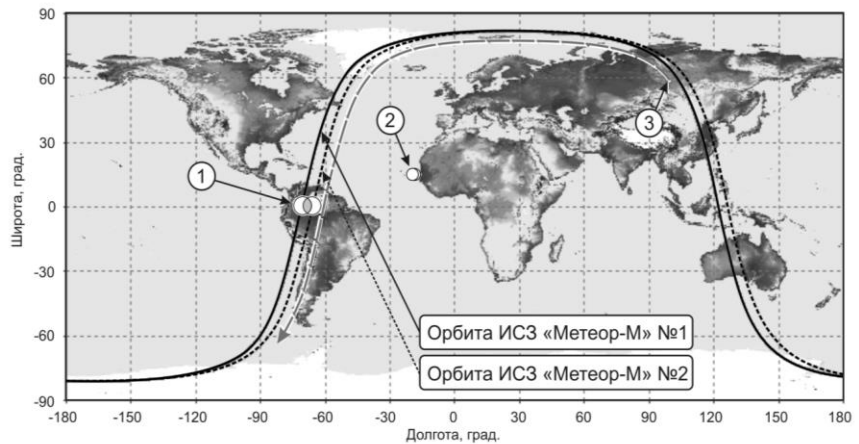 90
60
30
0
-30
-60
-90
Широта, град.
1
2
3
Орбита ИСЗ «Метеор-М» №1
Орбита ИСЗ «Метеор-М» №2
-180 -150 -120 -90 -60 -30 0 30 60 90 120 150 180
Долгота, град.